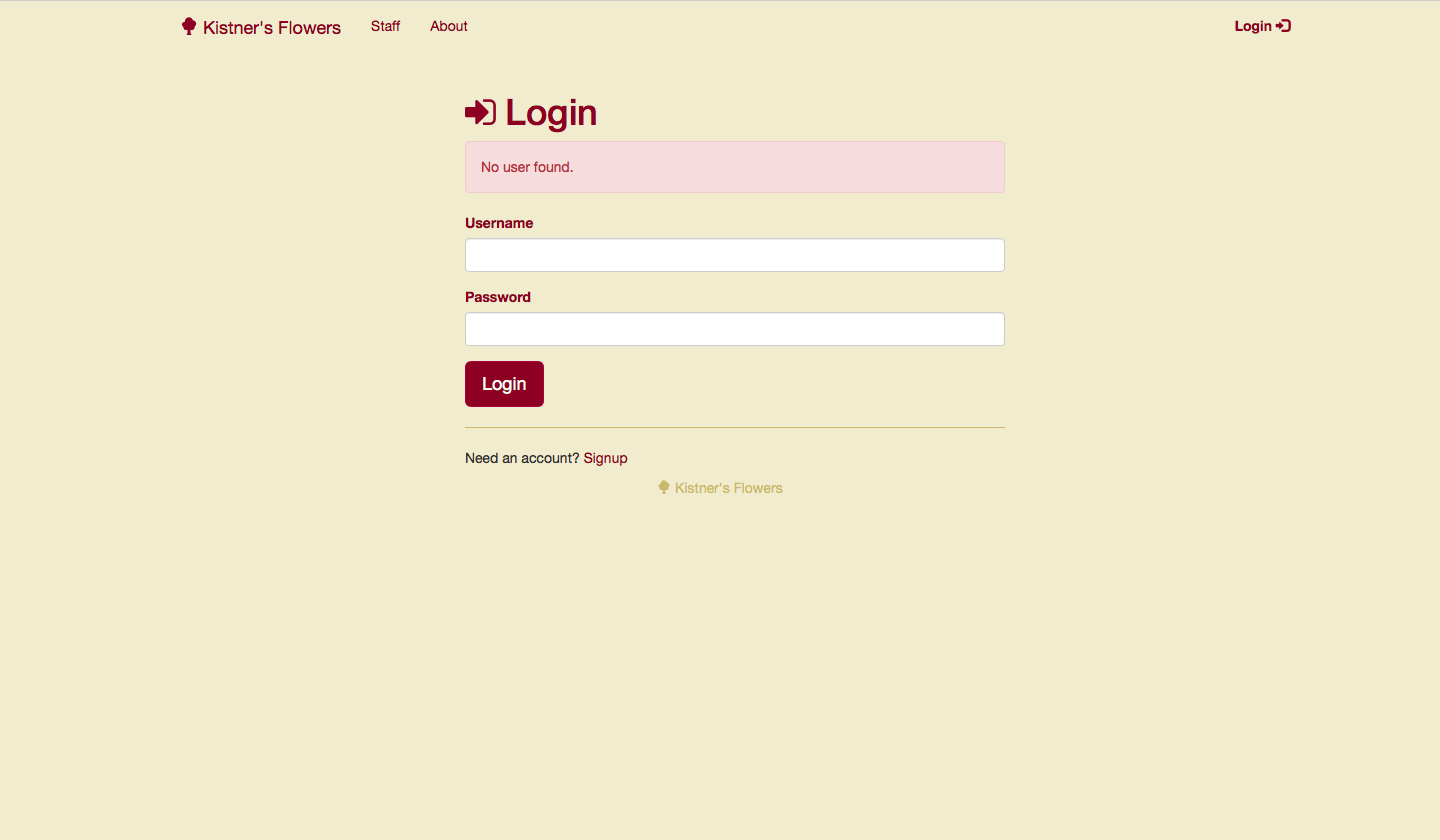 Kistner's Flowers Staff About Login
Login
No user found.
Username
Password
Login
Need an account? Signup
Kistner's Flowers